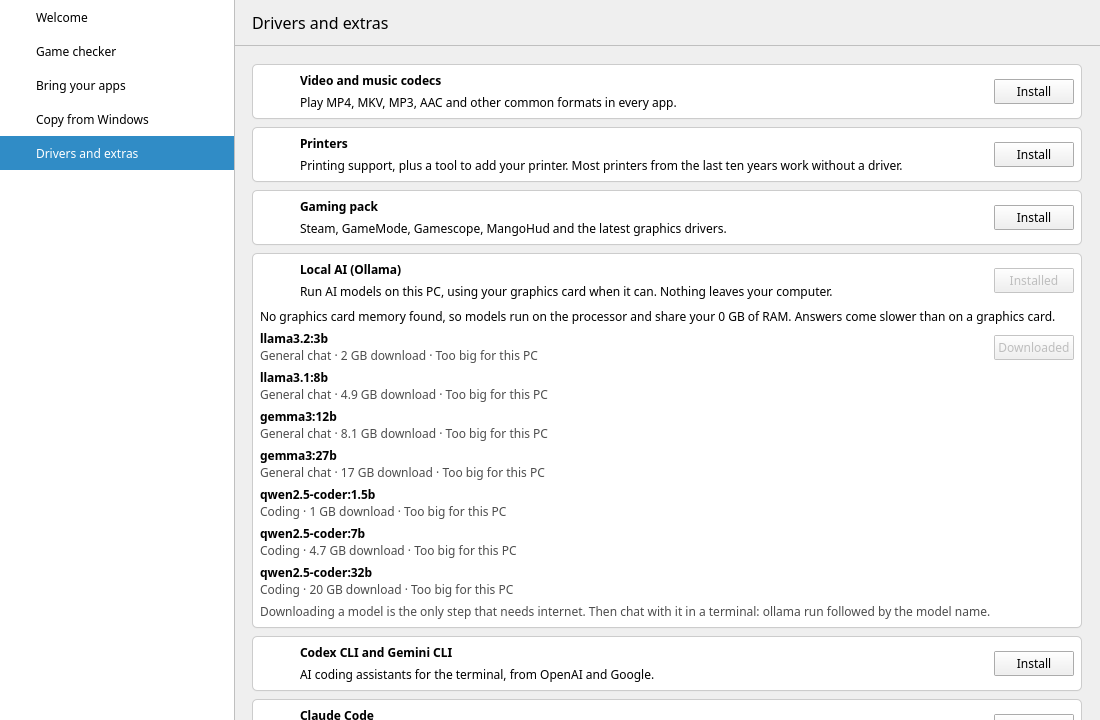 Welcome
Game checker
Bring your apps
Copy from Windows
Drivers and extras
Drivers and extras
Video and music codecs
Play MP4, MKV, MP3, AAC and other common formats in every app.
Install
Printers
Printing support, plus a tool to add your printer. Most printers from the last ten years work without a driver.
Install
Gaming pack
Steam, GameMode, Gamescope, MangoHud and the latest graphics drivers.
Install
Local AI (Ollama)
Run AI models on this PC, using your graphics card when it can. Nothing leaves your computer.
Installed
No graphics card memory found, so models run on the processor and share your 0 GB of RAM. Answers come slower than on a graphics card.
llama3.2:3b
General chat · 2 GB download · Too big for this PC
Downloaded
llama3.1:8b
General chat · 4.9 GB download · Too big for this PC
gemma3:12b
General chat · 8.1 GB download · Too big for this PC
gemma3:27b
General chat · 17 GB download · Too big for this PC
qwen2.5-coder:1.5b
Coding · 1 GB download · Too big for this PC
qwen2.5-coder:7b
Coding · 4.7 GB download · Too big for this PC
qwen2.5-coder:32b
Coding · 20 GB download · Too big for this PC
Downloading a model is the only step that needs internet. Then chat with it in a terminal: ollama run followed by the model name.
Codex CLI and Gemini CLI
AI coding assistants for the terminal, from OpenAI and Google.
Install
Claude Code